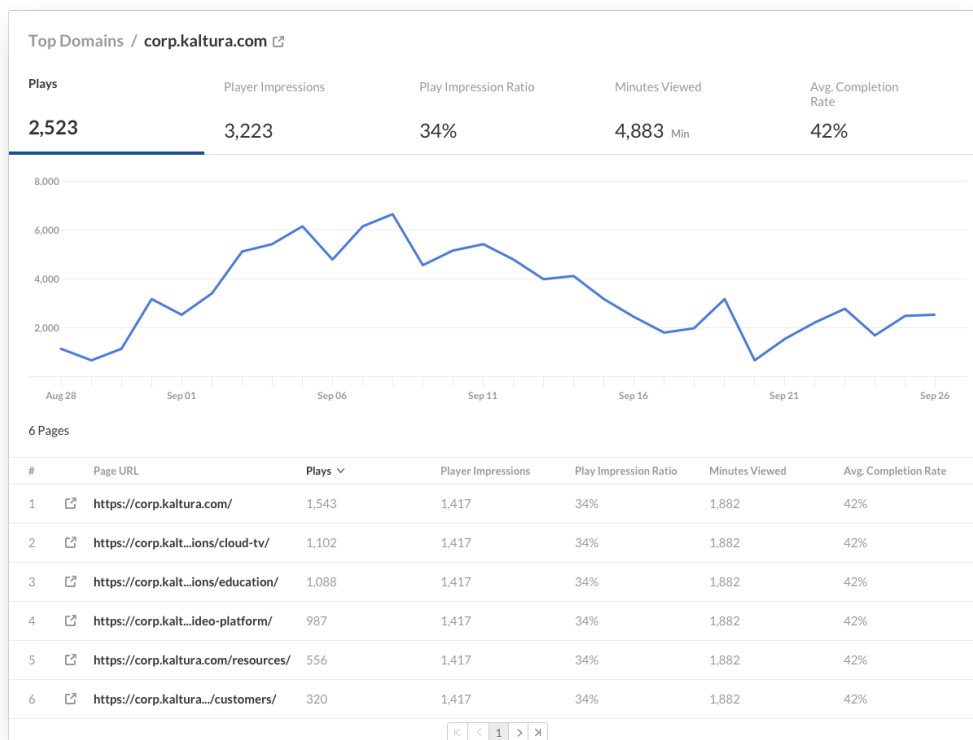 Top Domains / corp.kaltura.com
Plays Player Impressions Play Impression Ratio Minutes Viewed Avg. Completion Rate
2,523 3,223 34% 4,883 Min 42%
8,000
6,000
4,000
2,000
Aug 28 Sep 01 Sep 06 Sep 11 Sep 16 Sep 21 Sep 26
6 Pages
# Page URL Plays Player Impressions Play Impression Ratio Minutes Viewed Avg. Completion Rate
1 https://corp.kaltura.com/ 1,543 1,417 34% 1,882 42%
2 https://corp.kalt...ions/cloud-tv/ 1,102 1,417 34% 1,882 42%
3 https://corp.kalt...ions/education/ 1,088 1,417 34% 1,882 42%
4 https://corp.kalt...ideo-platform/ 987 1,417 34% 1,882 42%
5 https://corp.kaltura.com/resources/ 556 1,417 34% 1,882 42%
6 https://corp.kaltura.../customers/ 320 1,417 34% 1,882 42%
1